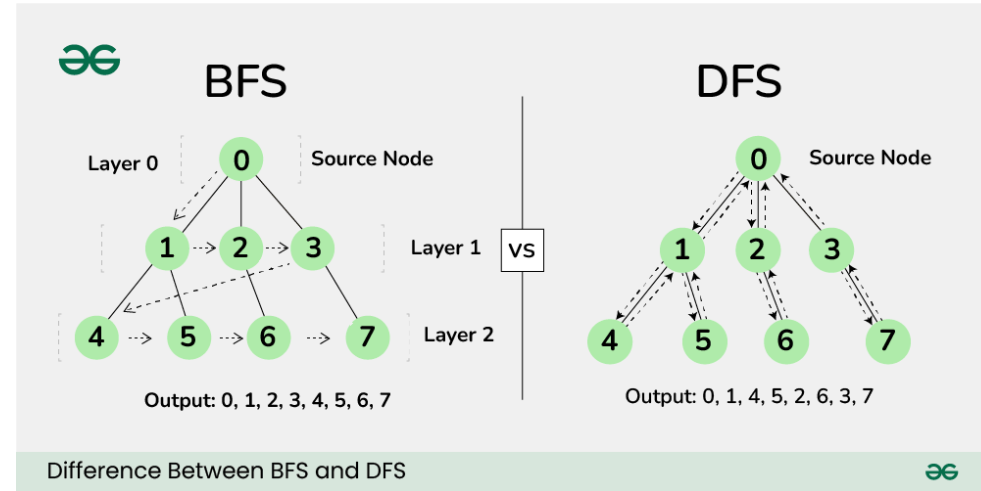 BFS
Layer 0
0
Source Node
1
2
3
Layer 1
4
5
6
7
Layer 2
Output: 0, 1, 2, 3, 4, 5, 6, 7
VS
DFS
0
Source Node
1
2
3
4
5
6
7
Output: 0, 1, 4, 5, 2, 6, 3, 7
Difference Between BFS and DFS